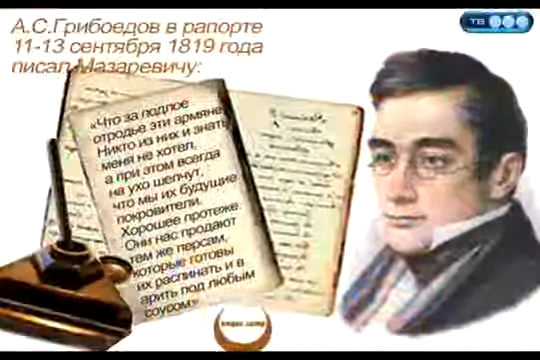 А.С.Грибоедов в рапорте
11-13 сентября 1819 года
писал Мазаревичу:
«Что за подлое
отродье эти армяне.
Никто из них и знать
меня не хотел,
а при этом всегда
на ухо шепчут,
что мы их будущие
покровители.
Хорошее протеже.
Они нас продают
тем же персам,
которые готовы
их распинать и в
арить под любым
соусом»
ТВ